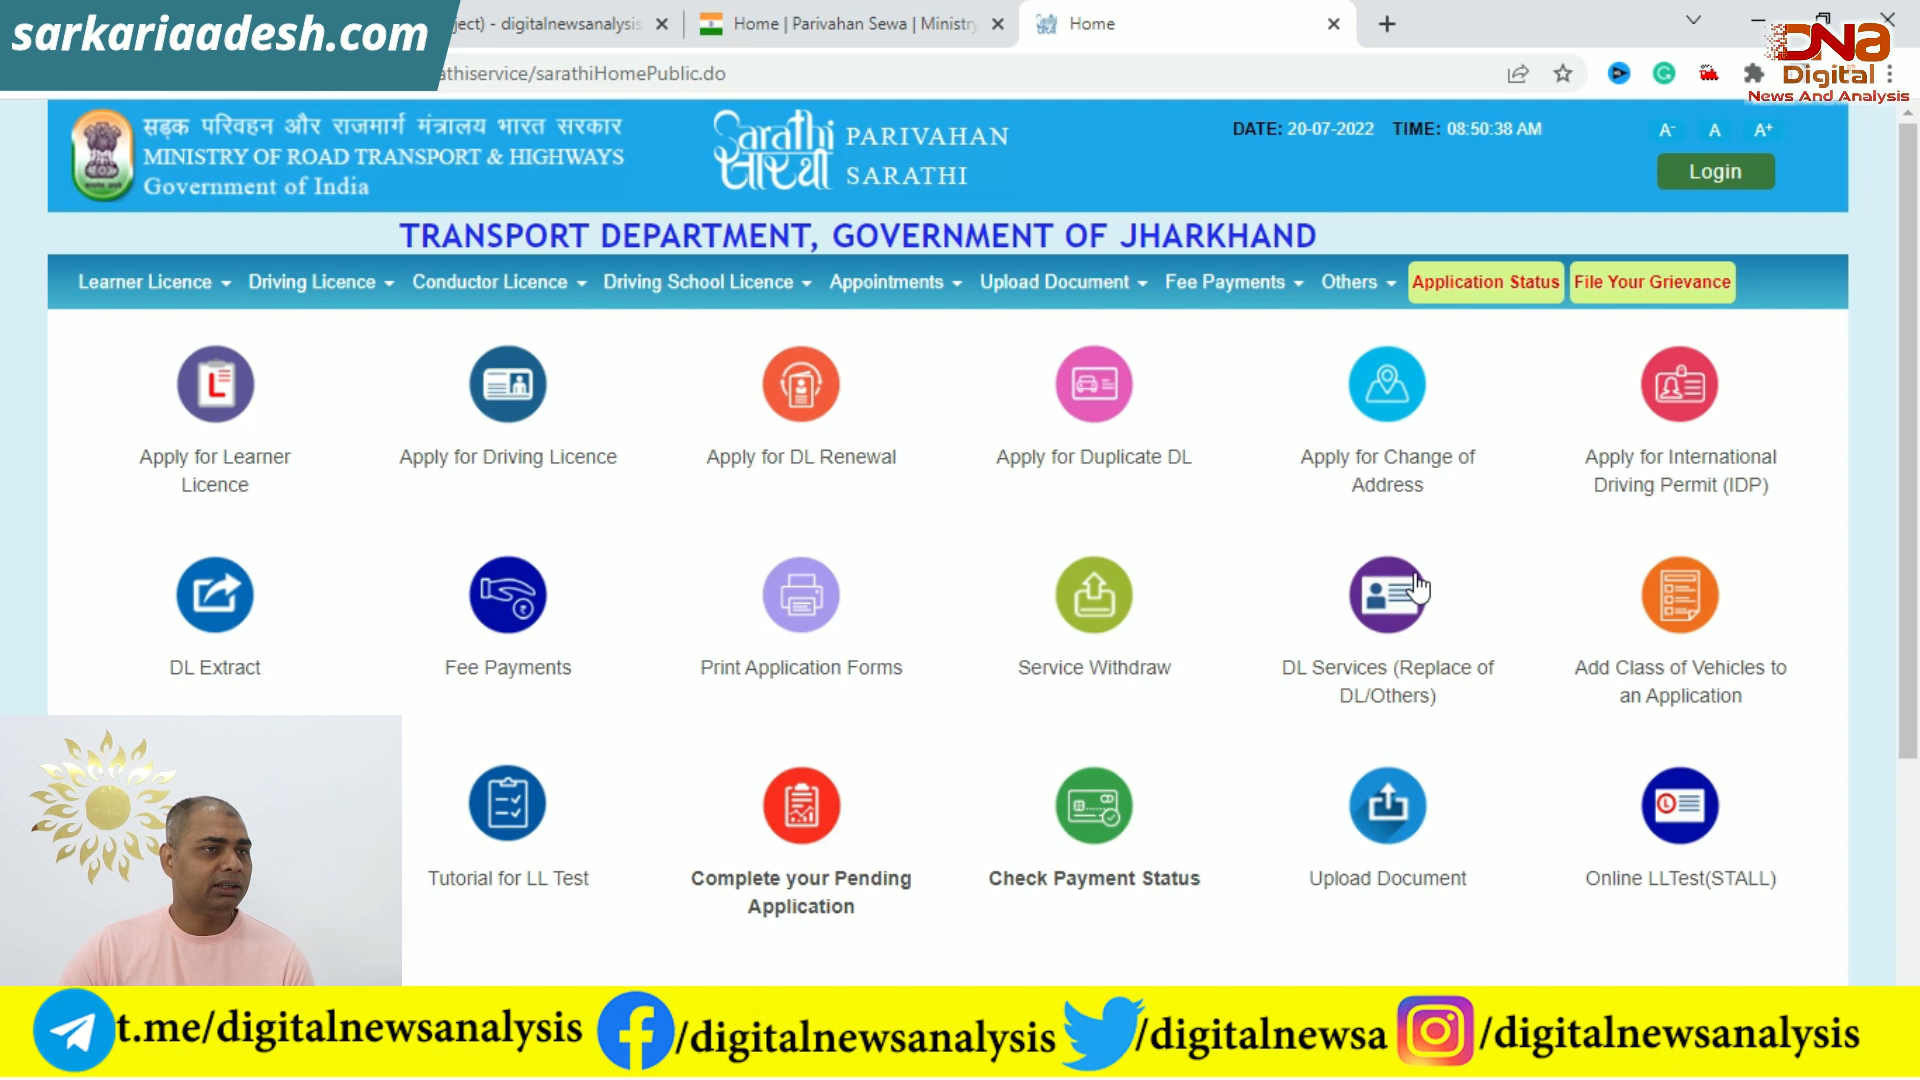 sarkariaadesh.com
ject) - digitalnewsanalysis
Home | Parivahan Sewa | Ministry
Home
DNA
Digital
News And Analysis
athiservice/sarathiHomePublic.do
सड़क परिवहन और राजमार्ग मंत्रालय भारत सरकार
MINISTRY OF ROAD TRANSPORT & HIGHWAYS
Government of India
Sarathi
सारथी
PARIVAHAN
SARATHI
DATE: 20-07-2022 TIME: 08:50:38 AM
A- A A+
Login
TRANSPORT DEPARTMENT, GOVERNMENT OF JHARKHAND
Learner Licence Driving Licence Conductor Licence Driving School Licence Appointments Upload Document Fee Payments Others Application Status File Your Grievance
Apply for Learner
Licence
Apply for Driving Licence
Apply for DL Renewal
Apply for Duplicate DL
Apply for Change of
Address
Apply for International
Driving Permit (IDP)
DL Extract
Fee Payments
Print Application Forms
Service Withdraw
DL Services (Replace of
DL/Others)
Add Class of Vehicles to
an Application
Tutorial for LL Test
Complete your Pending
Application
Check Payment Status
Upload Document
Online LLTest(STALL)
t.me/digitalnewsanalysis
/digitalnewsanalysis
/digitalnewsa
/digitalnewsanalysis